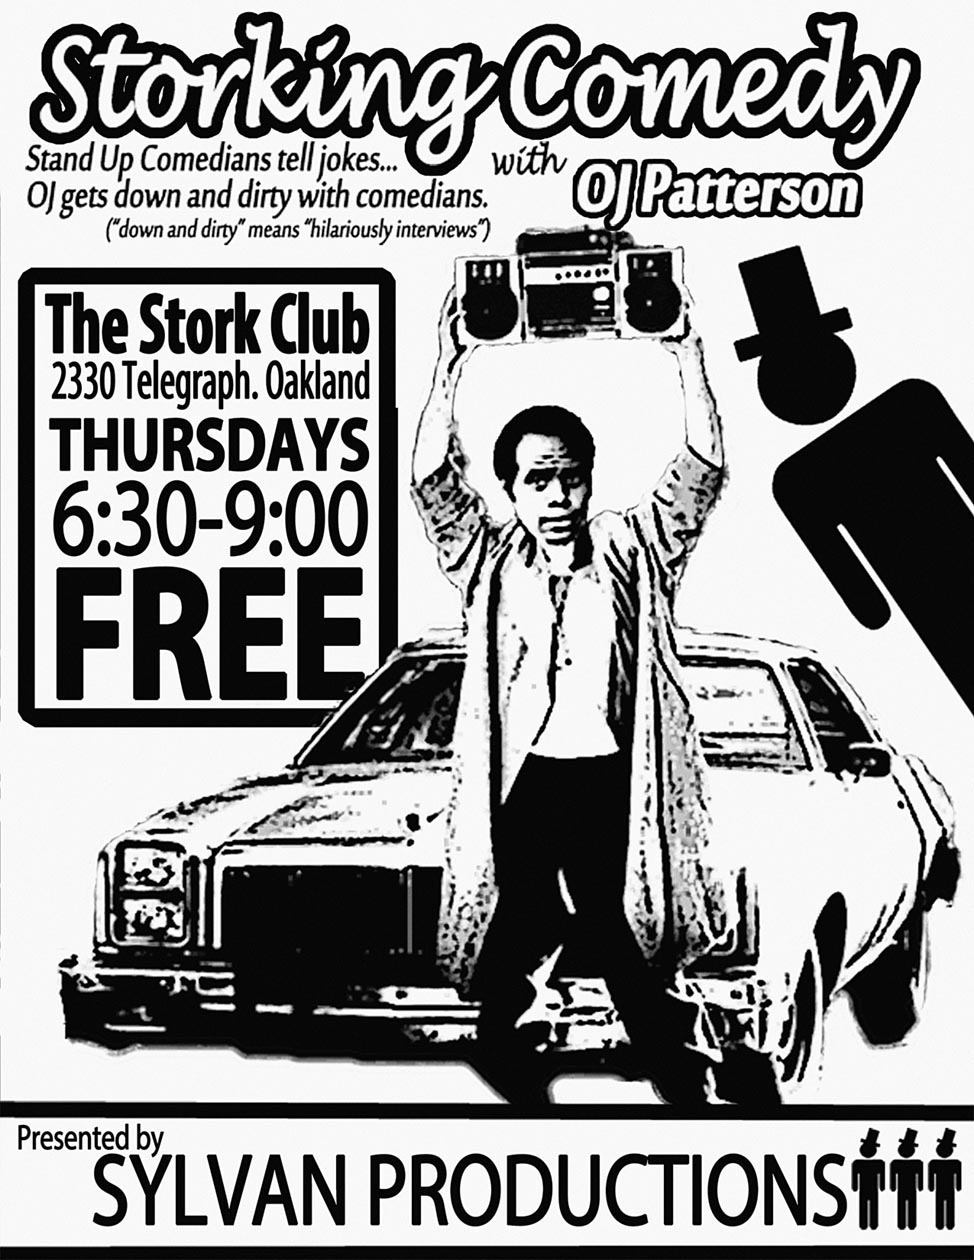 Storking Comedy
Stand Up Comedians tell jokes...
with
OJ Patterson
OJ gets down and dirty with comedians.
("down and dirty" means "hilariously interviews")
The Stork Club
2330 Telegraph. Oakland
THURSDAYS
6:30-9:00
FREE
Presented by
SYLVAN PRODUCTIONS